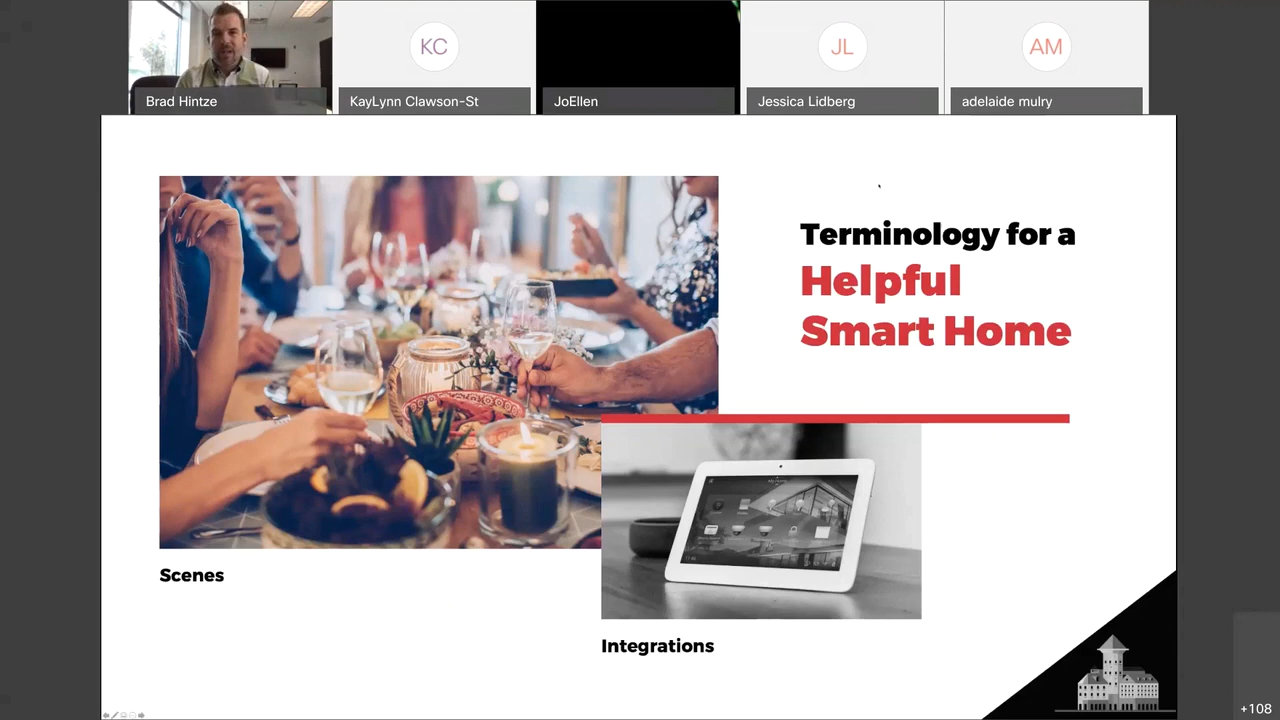 Brad Hintze
KC
KayLynn Clawson-St
JoEllen
JL
Jessica Lidberg
AM
adelaide mulry
Terminology for a
Helpful
Smart Home
Scenes
Integrations
+108